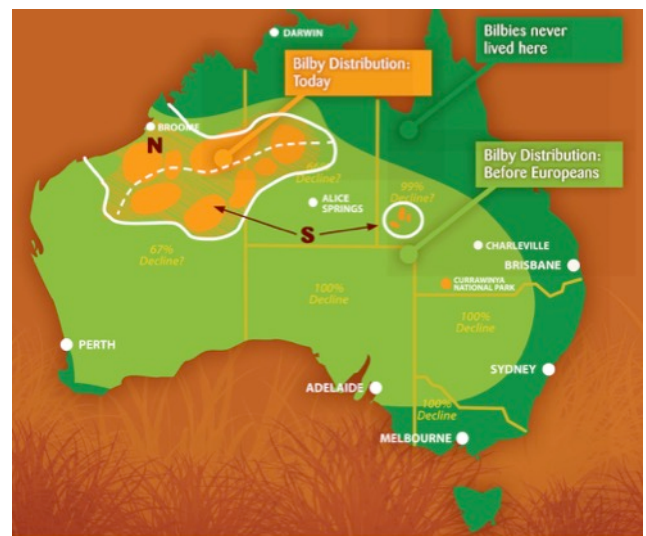 DARWIN
Bilbies never
lived here
Bilby Distribution:
Today
BROOME
N
Decline?
Bilby Distribution:
Before Europeans
99%
Decline?
ALICE
SPRINGS
S
67%
Decline?
CHARLEVILLE
BRISBANE
100%
Decline
CURRAWINYA
NATIONAL PARK
100%
Decline
PERTH
SYDNEY
ADELAIDE
100%
Decline
MELBOURNE